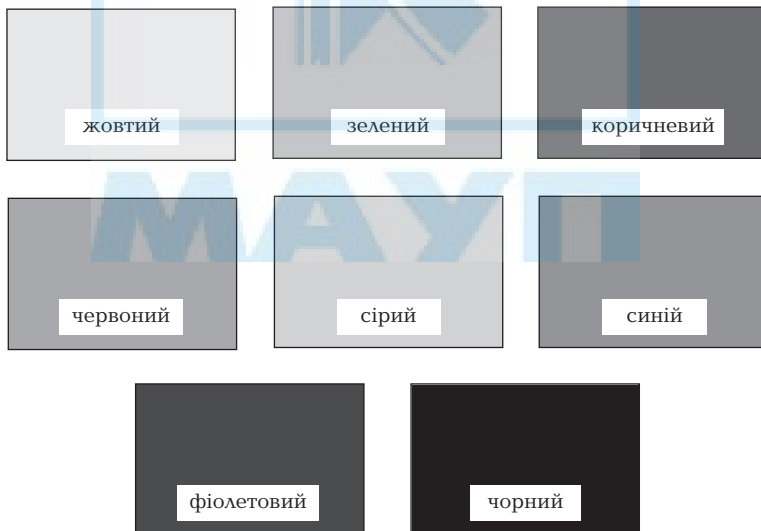 жовтий
зелений
коричневий
МАУП
червоний
сірий
синій
фіолетовий
чорний